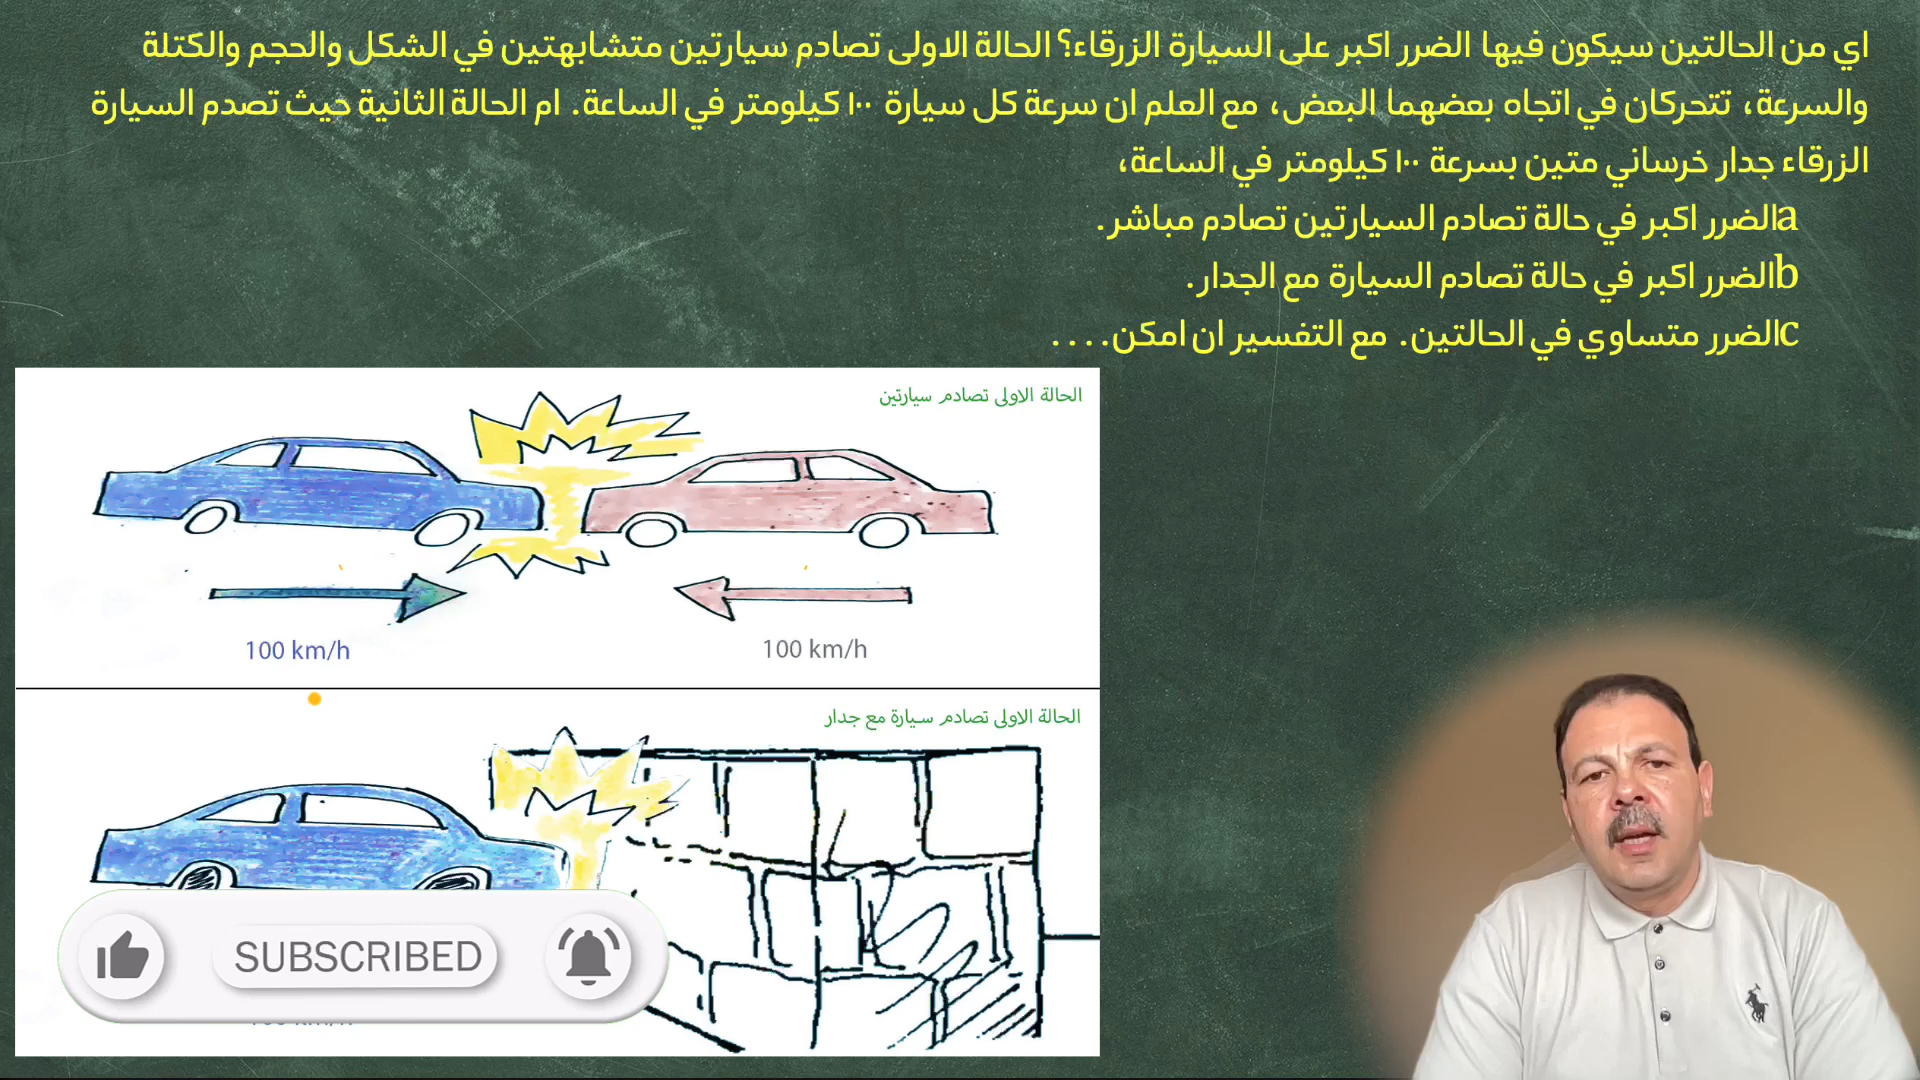 اي من الحالتين سيكون فيها الضرر اكبر على السيارة الزرقاء؟ الحالة الاولى تصادم سيارتين متشابهتين في الشكل والحجم والكتلة
والسرعة، تتحركان في اتجاه بعضهما البعض، مع العلم ان سرعة كل سيارة ١٠٠ كيلومتر في الساعة. ام الحالة الثانية حيث تصدم السيارة
الزرقاء جدار خرساني متين بسرعة ١٠٠ كيلومتر في الساعة،
aالضرر اكبر في حالة تصادم السيارتين تصادم مباشر.
bالضرر اكبر في حالة تصادم السيارة مع الجدار.
cالضرر متساوي في الحالتين. مع التفسير ان امكن....
الحالة الاولى تصادم سيارتين
100 km/h
100 km/h
الحالة الاولى تصادم سيارة مع جدار
SUBSCRIBED